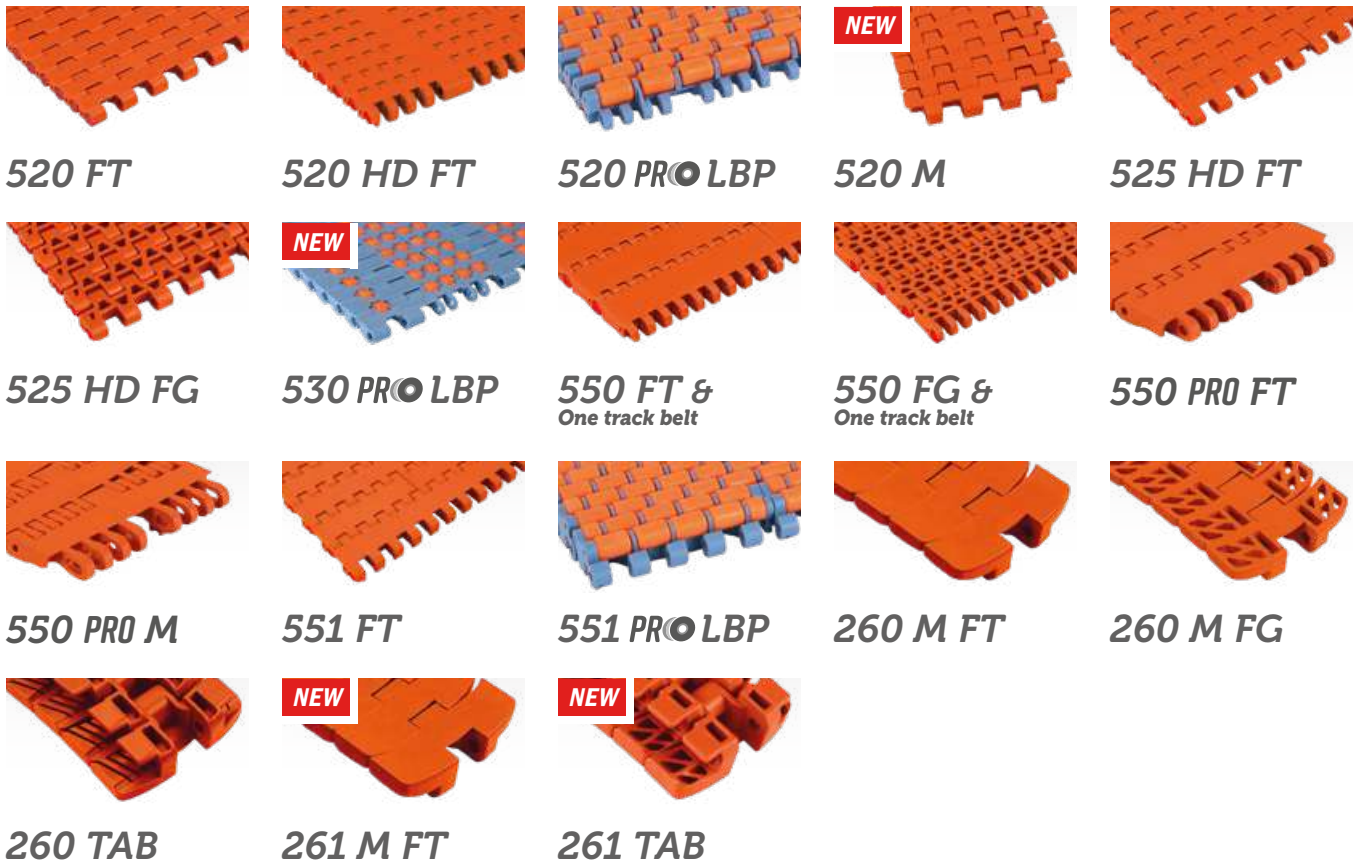 NEW
520 FT
520 HD FT
520 PRO LBP
520 M
525 HD FT
NEW
525 HD FG
530 PRO LBP
550 FT &
One track belt
550 FG &
One track belt
550 PRO FT
550 PRO M
551 FT
551 PRO LBP
260 M FT
260 M FG
NEW
NEW
260 TAB
261 M FT
261 TAB